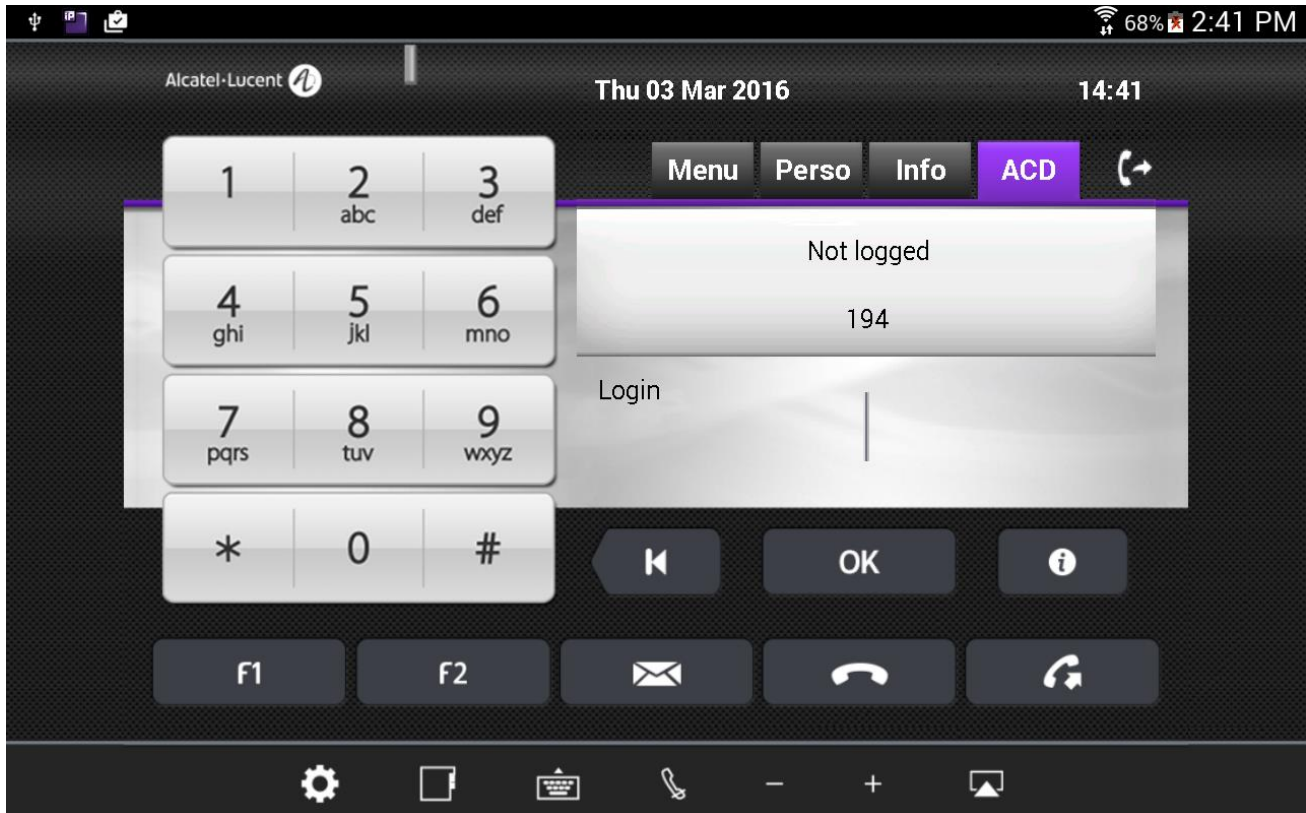 68% 2:41 PM
Alcatel·Lucent
Thu 03 Mar 2016 14:41
Menu Perso Info ACD
1 2 3
abc def
Not logged
4 5 6
ghi jkl mno
194
Login
7 8 9
pqrs tuv wxyz
* 0 #
OK
F1 F2
- +